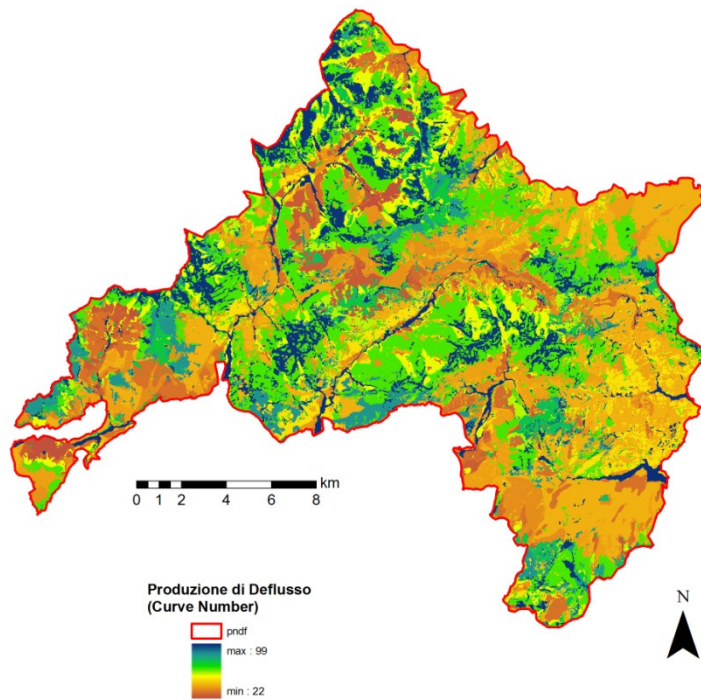 km
0 1 2 4 6 8
Produzione di Deflusso
(Curve Number)
pndf
max : 99
min : 22
N